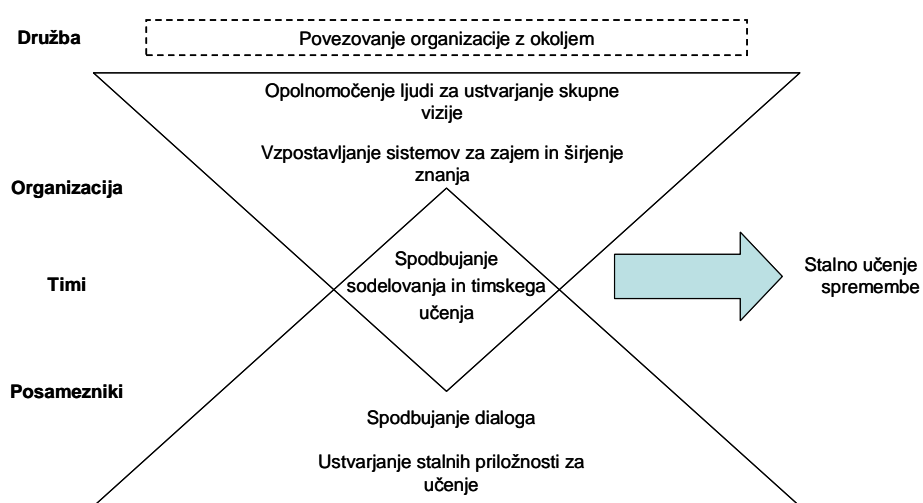 Družba
Povezovanje organizacije z okoljem
Opolnomočenje ljudi za ustvarjanje skupne
vizije
Vzpostavljanje sistemov za zajem in širjenje
znanja
Organizacija
Spodbujanje
sodelovanja in timskega
učenja
Timi
Stalno učenje
spremembe
Posamezniki
Spodbujanje dialoga
Ustvarjanje stalnih priložnosti za
učenje